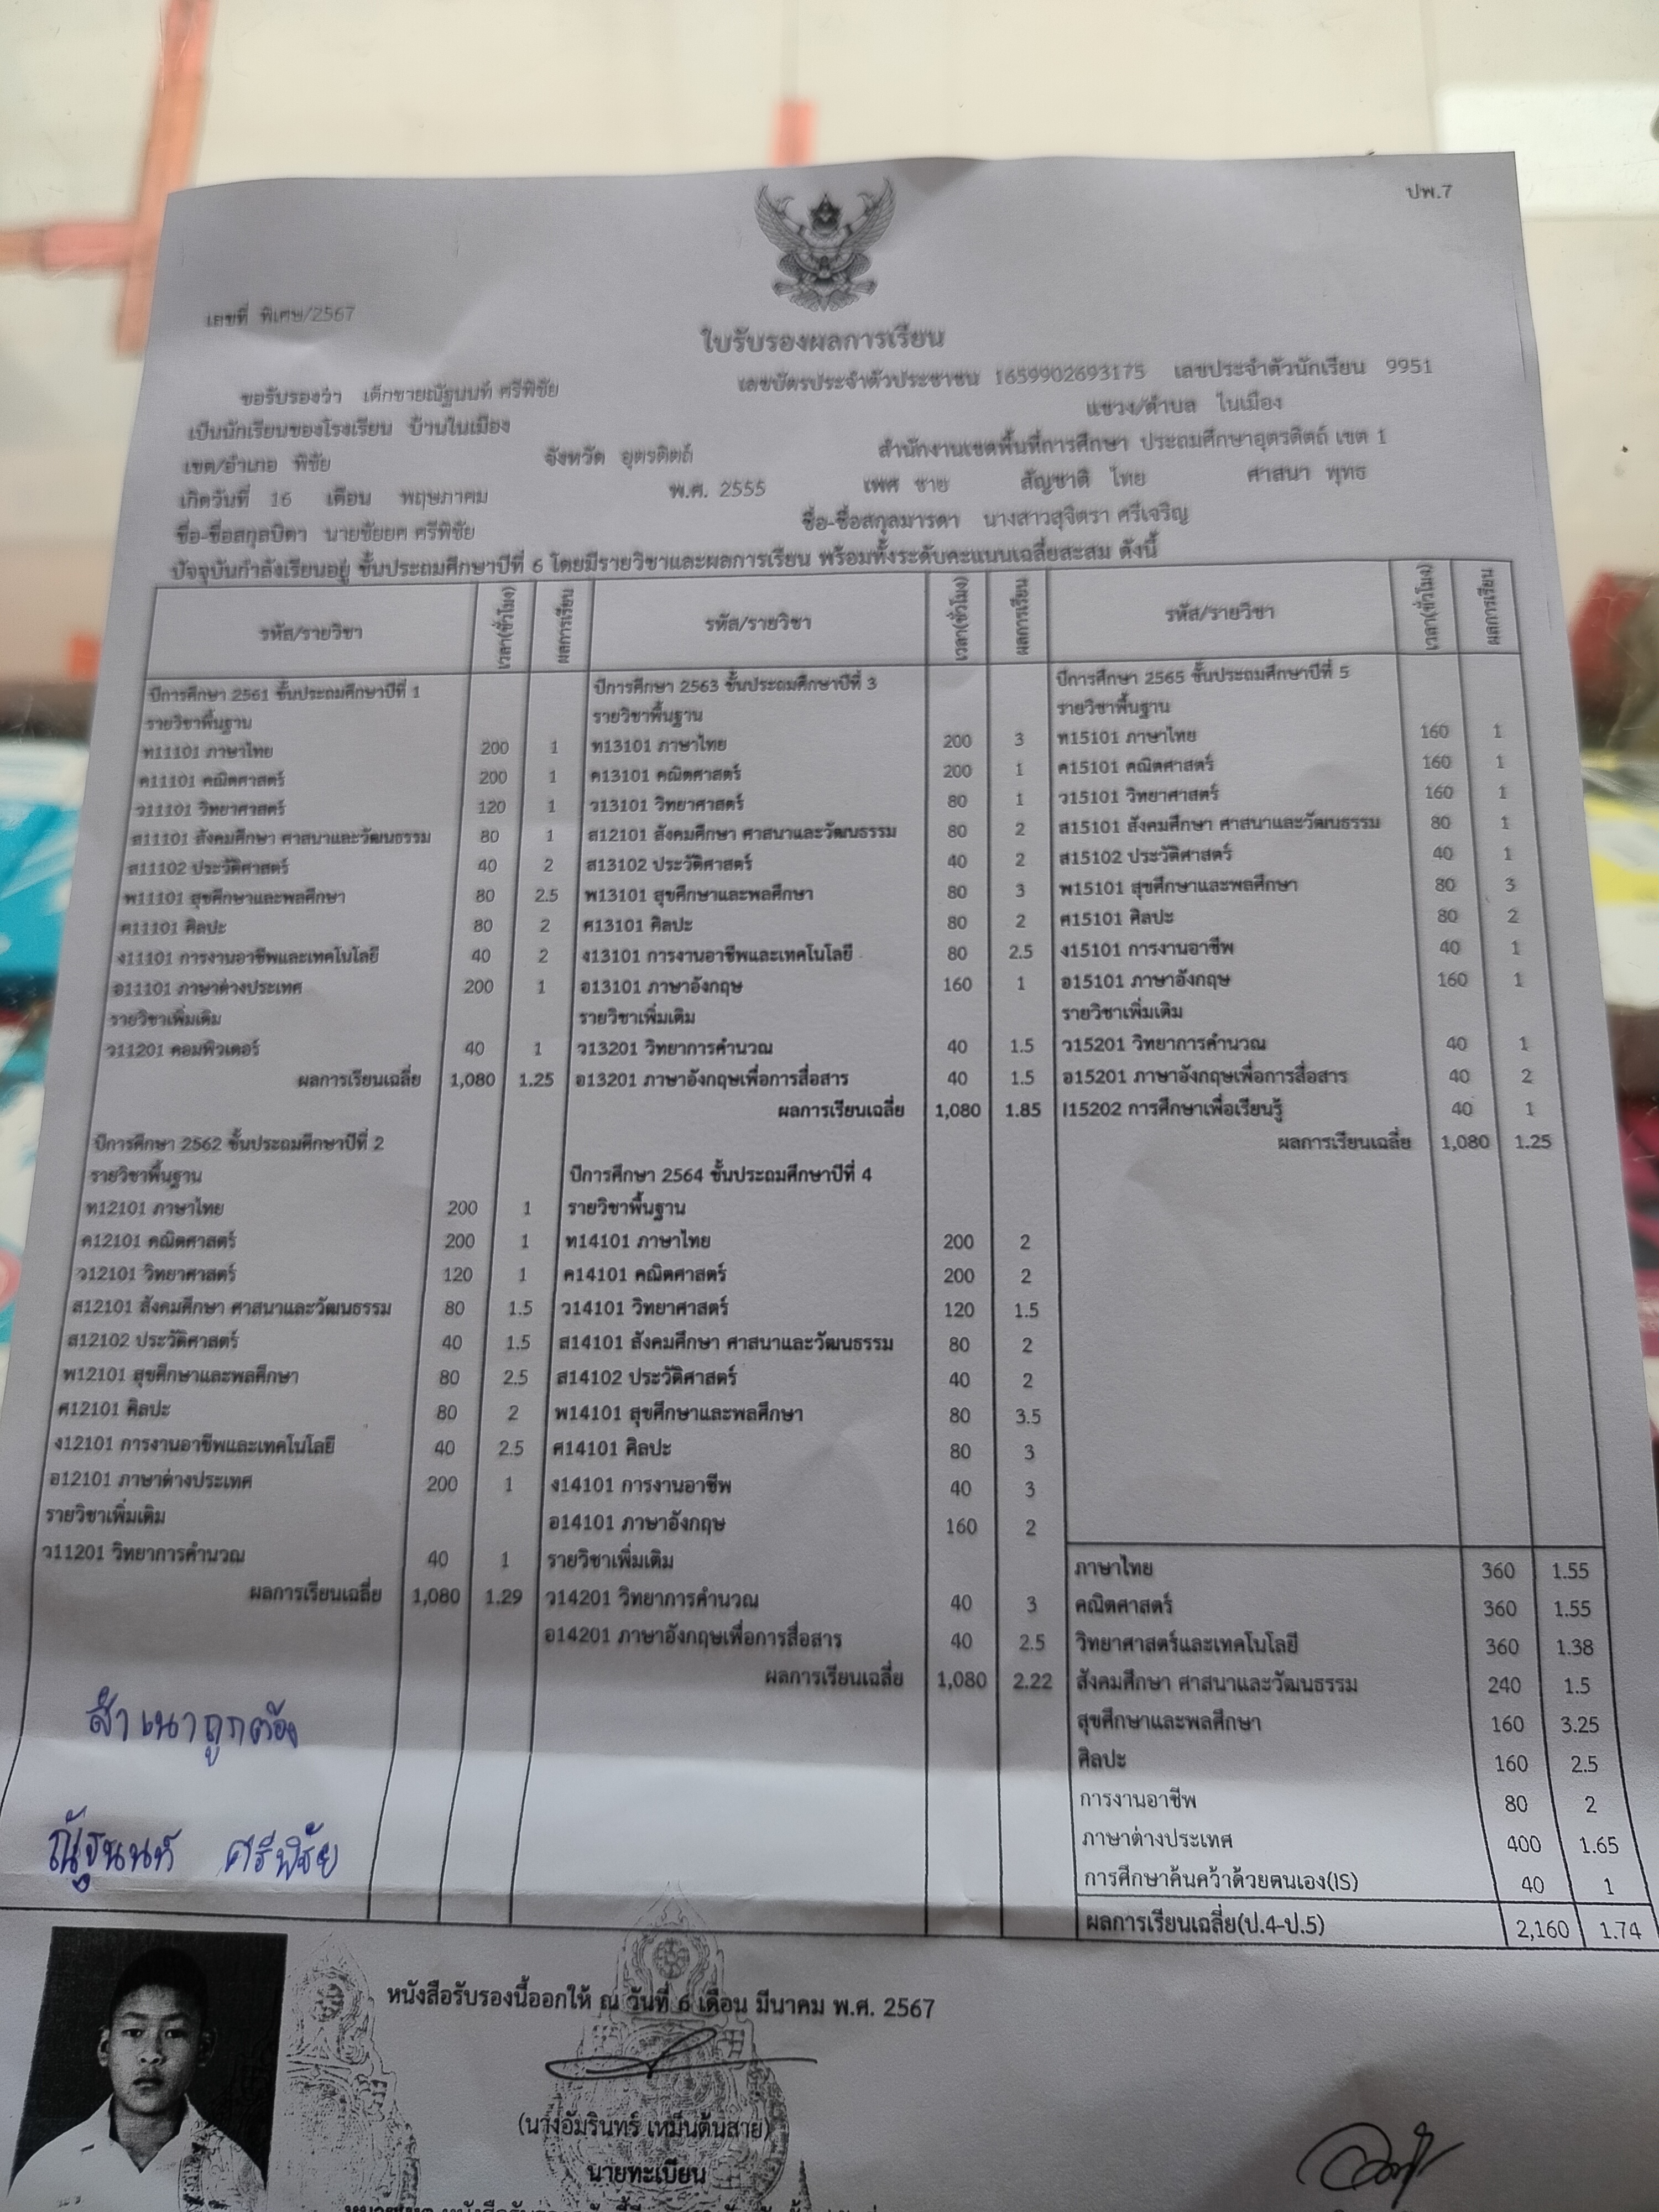 ปพ.7
เลขที่ พิเศษ/2567
ใบรับรองผลการเรียน
ขอรับรองว่า เด็กชายณัฐนนท์ ศรีพิชัย เลขบัตรประจำตัวประชาชน 1659902693175 เลขประจำตัวนักเรียน 9951
เป็นนักเรียนของโรงเรียน บ้านในเมือง แขวง/ตำบล ในเมือง
เขต/อำเภอ พิชัย จังหวัด อุตรดิตถ์ สำนักงานเขตพื้นที่การศึกษา ประถมศึกษาอุตรดิตถ์ เขต 1
เกิดวันที่ 16 เดือน พฤษภาคม พ.ศ. 2555 เพศ ชาย สัญชาติ ไทย ศาสนา พุทธ
ชื่อ-ชื่อสกุลบิดา นายชัยยศ ศรีพิชัย ชื่อ-ชื่อสกุลมารดา นางสาวสุจิตรา ศรีเจริญ
ปัจจุบันกำลังเรียนอยู่ ชั้นประถมศึกษาปีที่ 6 โดยมีรายวิชาและผลการเรียน พร้อมทั้งระดับคะแนนเฉลี่ยสะสม ดังนี้
รหัส/รายวิชา เวลา(ชั่วโมง) ผลการเรียน
ปีการศึกษา 2561 ชั้นประถมศึกษาปีที่ 1
รายวิชาพื้นฐาน
ท11101 ภาษาไทย 200 1
ค11101 คณิตศาสตร์ 200 1
ว11101 วิทยาศาสตร์ 120 1
ส11101 สังคมศึกษา ศาสนาและวัฒนธรรม 80 1
ส11102 ประวัติศาสตร์ 40 2
พ11101 สุขศึกษาและพลศึกษา 80 2.5
ศ11101 ศิลปะ 80 2
ง11101 การงานอาชีพและเทคโนโลยี 40 2
อ11101 ภาษาต่างประเทศ 200 1
รายวิชาเพิ่มเติม
ว11201 คอมพิวเตอร์ 40 1
ผลการเรียนเฉลี่ย 1,080 1.25
ปีการศึกษา 2562 ชั้นประถมศึกษาปีที่ 2
รายวิชาพื้นฐาน
ท12101 ภาษาไทย 200 1
ค12101 คณิตศาสตร์ 200 1
ว12101 วิทยาศาสตร์ 120 1
ส12101 สังคมศึกษา ศาสนาและวัฒนธรรม 80 1.5
ส12102 ประวัติศาสตร์ 40 1.5
พ12101 สุขศึกษาและพลศึกษา 80 2.5
ศ12101 ศิลปะ 80 2
ง12101 การงานอาชีพและเทคโนโลยี 40 2.5
อ12101 ภาษาต่างประเทศ 200 1
รายวิชาเพิ่มเติม
ว11201 วิทยาการคำนวณ 40 1
ผลการเรียนเฉลี่ย 1,080 1.29
สำเนาถูกต้อง
ณัฐนนท์ ศรีพิชัย
รหัส/รายวิชา เวลา(ชั่วโมง) ผลการเรียน
ปีการศึกษา 2563 ชั้นประถมศึกษาปีที่ 3
รายวิชาพื้นฐาน
ท13101 ภาษาไทย 200 3
ค13101 คณิตศาสตร์ 200 1
ว13101 วิทยาศาสตร์ 80 1
ส12101 สังคมศึกษา ศาสนาและวัฒนธรรม 80 2
ส13102 ประวัติศาสตร์ 40 2
พ13101 สุขศึกษาและพลศึกษา 80 3
ศ13101 ศิลปะ 80 2
ง13101 การงานอาชีพและเทคโนโลยี 80 2.5
อ13101 ภาษาอังกฤษ 160 1
รายวิชาเพิ่มเติม
ว13201 วิทยาการคำนวณ 40 1.5
อ13201 ภาษาอังกฤษเพื่อการสื่อสาร 40 1.5
ผลการเรียนเฉลี่ย 1,080 1.85
ปีการศึกษา 2564 ชั้นประถมศึกษาปีที่ 4
รายวิชาพื้นฐาน
ท14101 ภาษาไทย 200 2
ค14101 คณิตศาสตร์ 200 2
ว14101 วิทยาศาสตร์ 120 1.5
ส14101 สังคมศึกษา ศาสนาและวัฒนธรรม 80 2
ส14102 ประวัติศาสตร์ 40 2
พ14101 สุขศึกษาและพลศึกษา 80 3.5
ศ14101 ศิลปะ 80 3
ง14101 การงานอาชีพ 40 3
อ14101 ภาษาอังกฤษ 160 2
รายวิชาเพิ่มเติม
ว14201 วิทยาการคำนวณ 40 3
อ14201 ภาษาอังกฤษเพื่อการสื่อสาร 40 2.5
ผลการเรียนเฉลี่ย 1,080 2.22
รหัส/รายวิชา เวลา(ชั่วโมง) ผลการเรียน
ปีการศึกษา 2565 ชั้นประถมศึกษาปีที่ 5
รายวิชาพื้นฐาน
ท15101 ภาษาไทย 160 1
ค15101 คณิตศาสตร์ 160 1
ว15101 วิทยาศาสตร์ 160 1
ส15101 สังคมศึกษา ศาสนาและวัฒนธรรม 80 1
ส15102 ประวัติศาสตร์ 40 1
พ15101 สุขศึกษาและพลศึกษา 80 3
ศ15101 ศิลปะ 80 2
ง15101 การงานอาชีพ 40 1
อ15101 ภาษาอังกฤษ 160 1
รายวิชาเพิ่มเติม
ว15201 วิทยาการคำนวณ 40 1
อ15201 ภาษาอังกฤษเพื่อการสื่อสาร 40 2
I15202 การศึกษาเพื่อเรียนรู้ 40 1
ผลการเรียนเฉลี่ย 1,080 1.25
ภาษาไทย 360 1.55
คณิตศาสตร์ 360 1.55
วิทยาศาสตร์และเทคโนโลยี 360 1.38
สังคมศึกษา ศาสนาและวัฒนธรรม 240 1.5
สุขศึกษาและพลศึกษา 160 3.25
ศิลปะ 160 2.5
การงานอาชีพ 80 2
ภาษาต่างประเทศ 400 1.65
การศึกษาค้นคว้าด้วยตนเอง(IS) 40 1
ผลการเรียนเฉลี่ย(ป.4-ป.5) 2,160 1.74
หนังสือรับรองนี้ออกให้ ณ วันที่ 6 เดือน มีนาคม พ.ศ. 2567
(นางอัมรินทร์ เหม็นต้นสาย)
นายทะเบียน